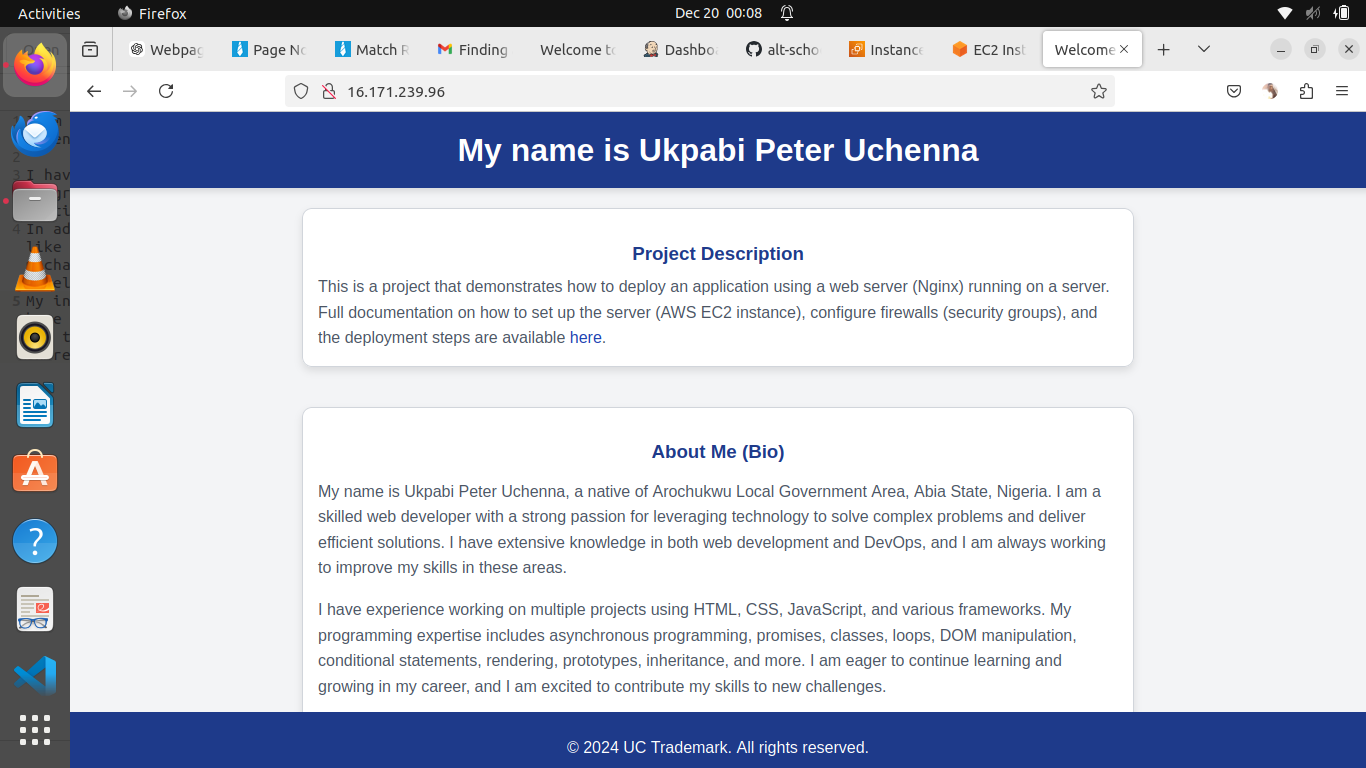 Activities Firefox Dec 20 00:08
Webpag Page No Match R Finding Welcome to Dashbo alt-scho Instance EC2 Inst Welcome
16.171.239.96
My name is Ukpabi Peter Uchenna
Project Description
This is a project that demonstrates how to deploy an application using a web server (Nginx) running on a server.
Full documentation on how to set up the server (AWS EC2 instance), configure firewalls (security groups), and
the deployment steps are available here.
About Me (Bio)
My name is Ukpabi Peter Uchenna, a native of Arochukwu Local Government Area, Abia State, Nigeria. I am a
skilled web developer with a strong passion for leveraging technology to solve complex problems and deliver
efficient solutions. I have extensive knowledge in both web development and DevOps, and I am always working
to improve my skills in these areas.
I have experience working on multiple projects using HTML, CSS, JavaScript, and various frameworks. My
programming expertise includes asynchronous programming, promises, classes, loops, DOM manipulation,
conditional statements, rendering, prototypes, inheritance, and more. I am eager to continue learning and
growing in my career, and I am excited to contribute my skills to new challenges.
© 2024 UC Trademark. All rights reserved.